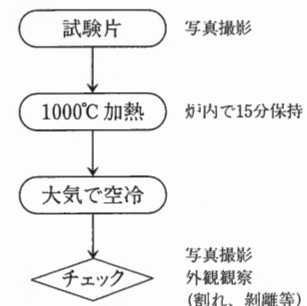 試験片 写真撮影
1000℃ 加熱 炉内で15分保持
大気で空冷
写真撮影
チェック 外観観察
(割れ、剥離等)